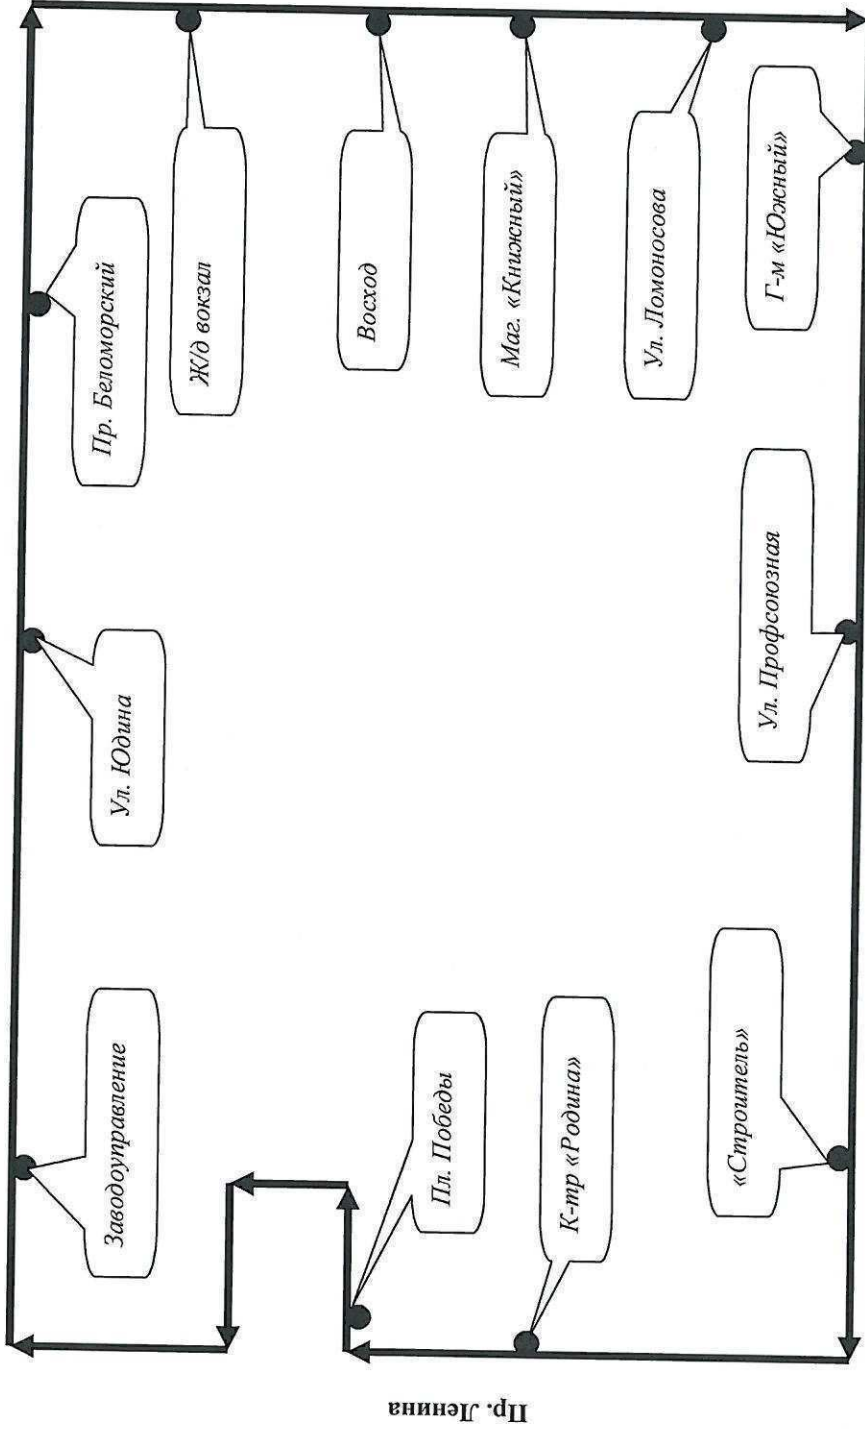 Пр. Беломорский
Ж/д вокзал
Восход
Маг. «Книжный»
Ул. Ломоносова
Г-м «Южный»
Ул. Юдина
Ул. Профсоюзная
Заводоуправление
Пл. Победы
К-тр «Родина»
«Строитель»
Пр. Ленина